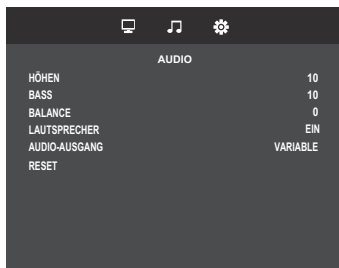 AUDIO
HÖHEN 10
BASS 10
BALANCE 0
LAUTSPRECHER EIN
AUDIO-AUSGANG VARIABLE
RESET